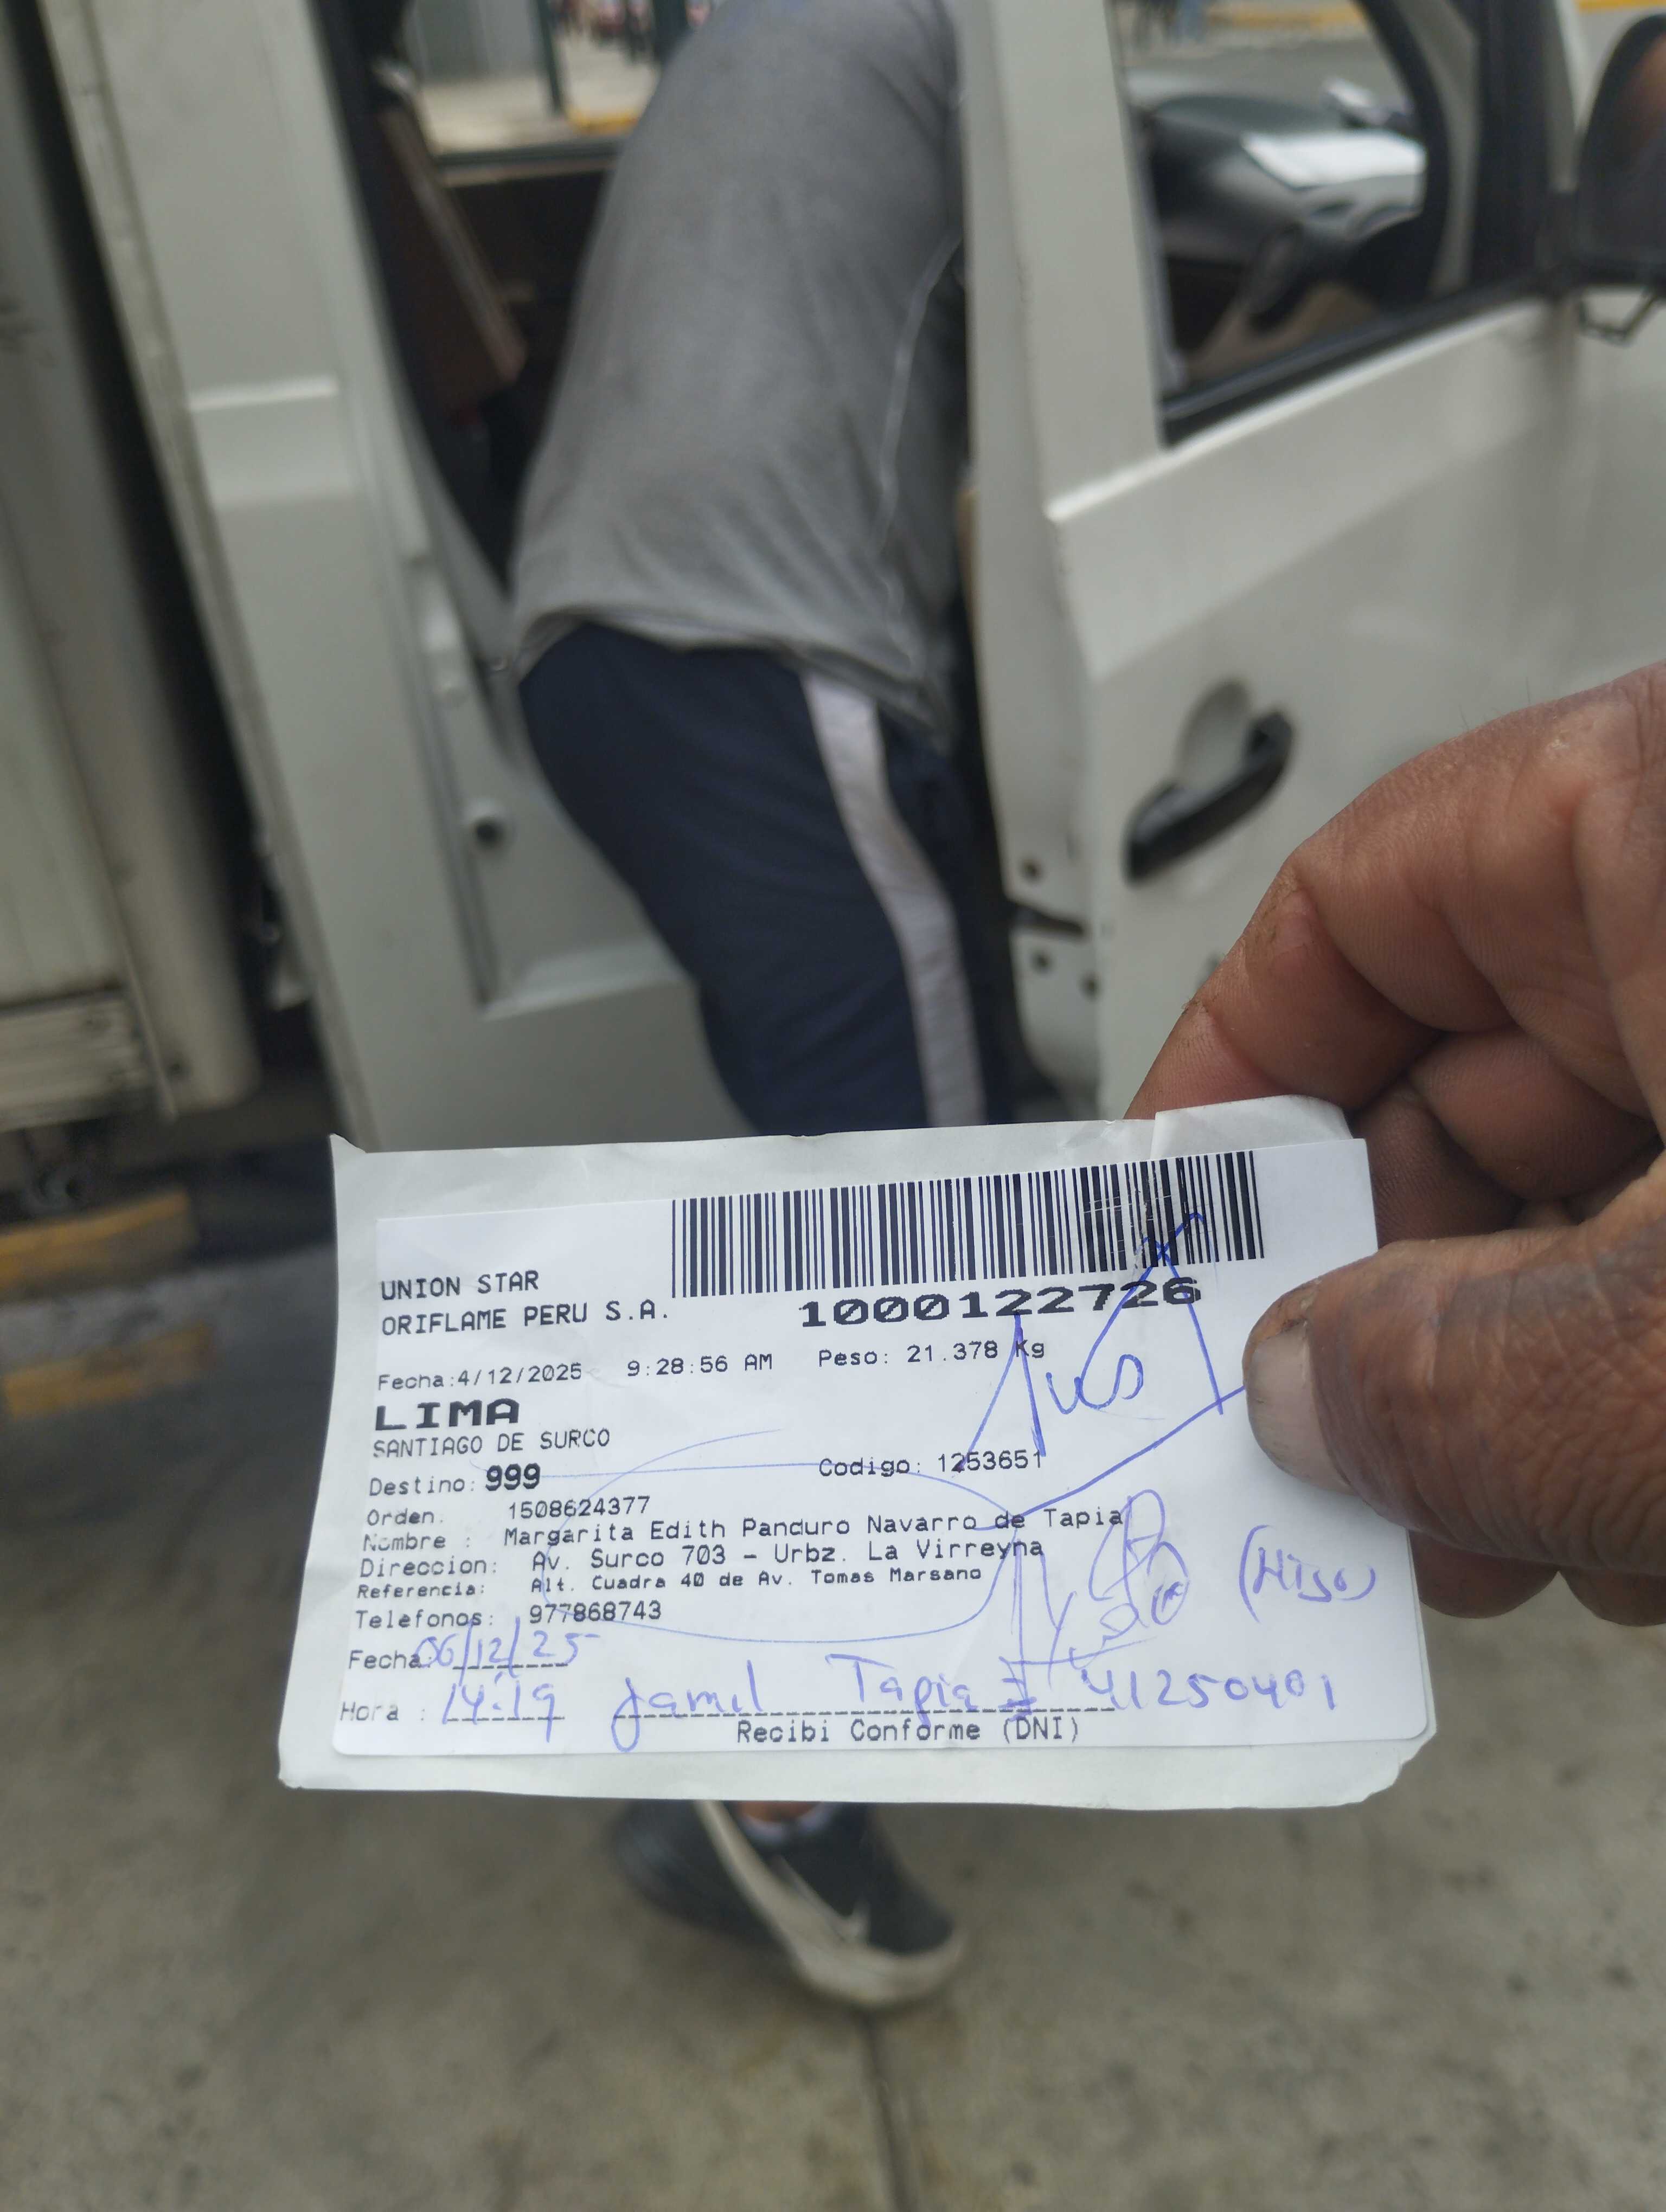 UNION STAR
ORIFLAME PERU S.A.
1000122726
Fecha:4/12/2025 9:28:56 AM Peso: 21.378 Kg
LIMA
SANTIAGO DE SURCO
Destino: 999 Codigo: 1253651
Orden. 1508624377
Nombre : Margarita Edith Panduro Navarro de Tapia
Direccion: Av. Surco 703 - Urbz. La Virreyna
Referencia: Alt. Cuadra 40 de Av. Tomas Marsano
Telefonos: 977868743
(Hijo)
Fecha: 06/12/25
Hora : 14:19 Jamil Tapia 41250401
Recibi Conforme (DNI)